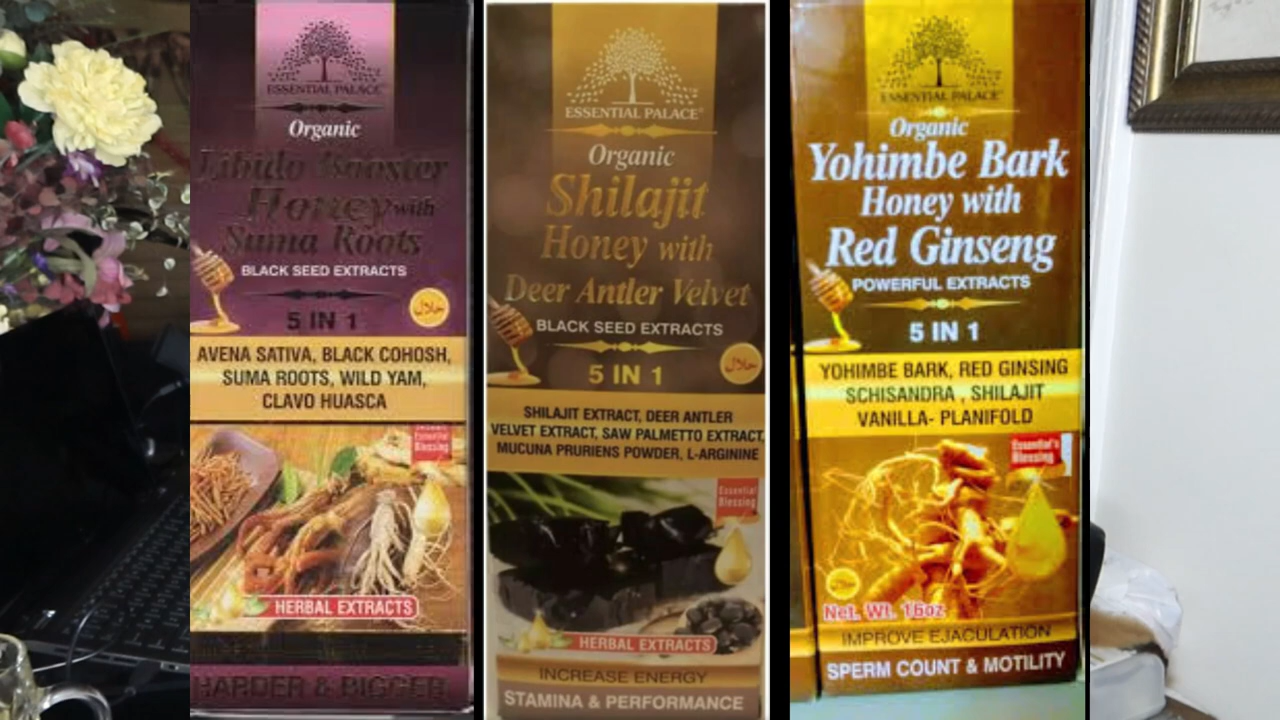 ESSENTIAL PALACE
Organic
Libido Booster
Honey with
Suma Roots
BLACK SEED EXTRACTS
5 IN 1
حلال
AVENA SATIVA, BLACK COHOSH,
SUMA ROOTS, WILD YAM,
CLAVO HUASCA
Essential
Blessing
HERBAL EXTRACTS
HARDER & BIGGER
ESSENTIAL PALACE
Organic
Shilajit
Honey with
Deer Antler Velvet
BLACK SEED EXTRACTS
5 IN 1
حلال
SHILAJIT EXTRACT, DEER ANTLER
VELVET EXTRACT, SAW PALMETTO EXTRACT,
MUCUNA PRURIENS POWDER, L-ARGININE
Essential
Blessing
HERBAL EXTRACTS
INCREASE ENERGY
STAMINA & PERFORMANCE
ESSENTIAL PALACE
Organic
Yohimbe Bark
Honey with
Red Ginseng
POWERFUL EXTRACTS
5 IN 1
YOHIMBE BARK, RED GINSING
SCHISANDRA , SHILAJIT
VANILLA- PLANIFOLD
Essential's
Blessing
Net. Wt. 16oz
IMPROVE EJACULATION
SPERM COUNT & MOTILITY